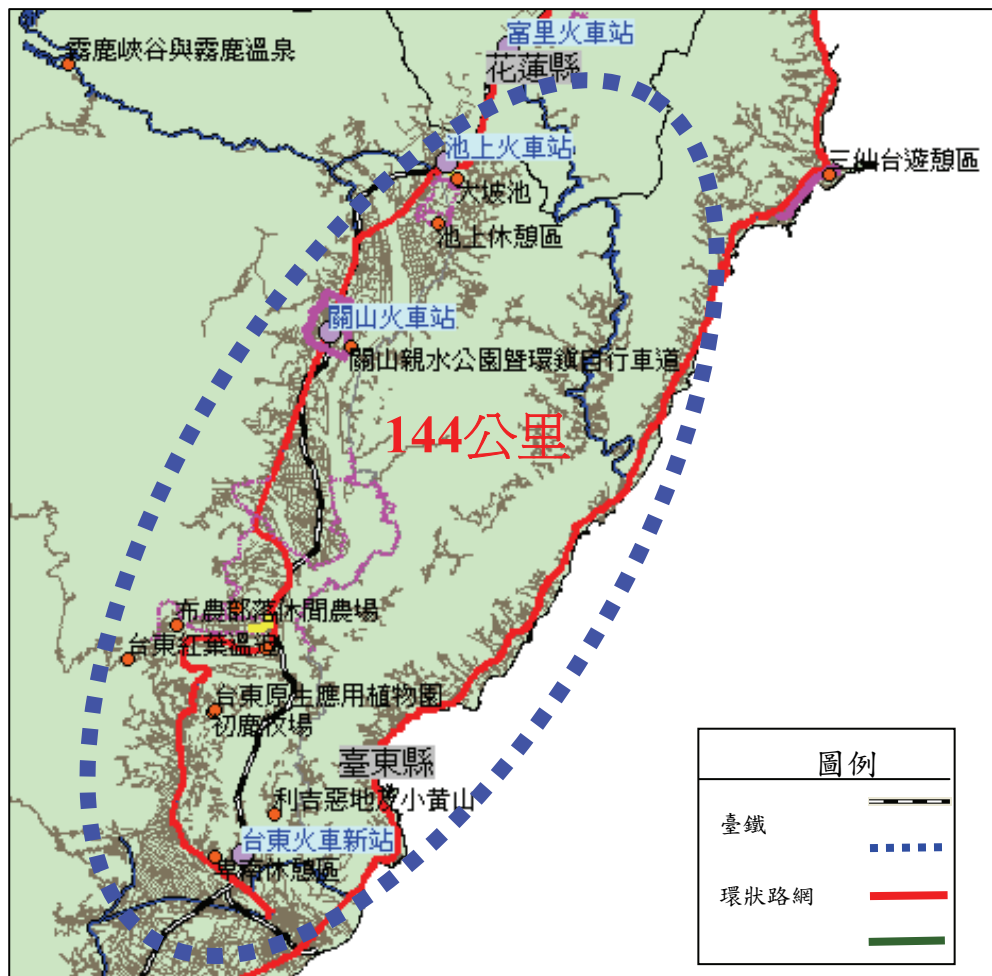 富里火車站
霧鹿峽谷與霧鹿溫泉
花蓮縣
池上火車站
三仙台遊憩區
大坡池
池上休憩區
關山火車站
關山親水公園暨環鎮自行車道
144公里
布農部落休閒農場
台東紅葉溫泉
台東原生應用植物園
初鹿牧場
臺東縣
利吉惡地及小黃山
台東火車新站
卑南休憩區
圖例
臺鐵
環狀路網